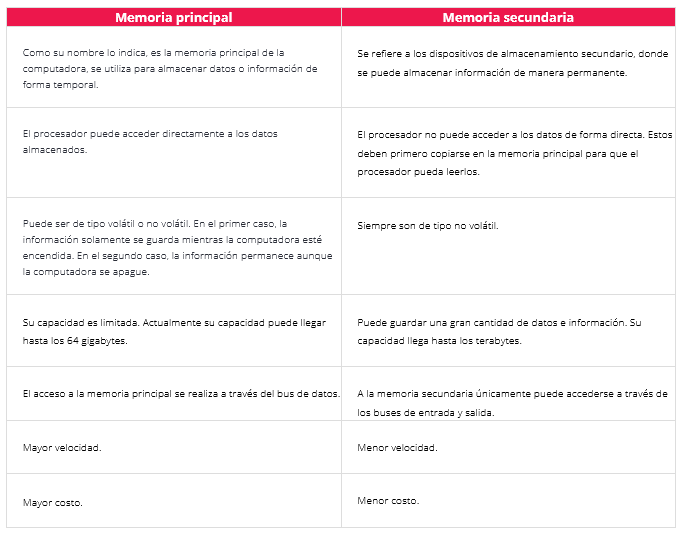 Memoria principal
Memoria secundaria
Como su nombre lo indica, es la memoria principal de la
computadora, se utiliza para almacenar datos o información de
forma temporal.
Se refiere a los dispositivos de almacenamiento secundario, donde
se puede almacenar información de manera permanente.
El procesador puede acceder directamente a los datos
almacenados.
El procesador no puede acceder a los datos de forma directa. Estos
deben primero copiarse en la memoria principal para que el
procesador pueda leerlos.
Puede ser de tipo volátil o no volátil. En el primer caso, la
información solamente se guarda mientras la computadora esté
encendida. En el segundo caso, la información permanece aunque
la computadora se apague.
Siempre son de tipo no volátil.
Su capacidad es limitada. Actualmente su capacidad puede llegar
hasta los 64 gigabytes.
Puede guardar una gran cantidad de datos e información. Su
capacidad llega hasta los terabytes.
El acceso a la memoria principal se realiza a través del bus de datos.
A la memoria secundaria únicamente puede accederse a través de
los buses de entrada y salida.
Mayor velocidad.
Menor velocidad.
Mayor costo.
Menor costo.